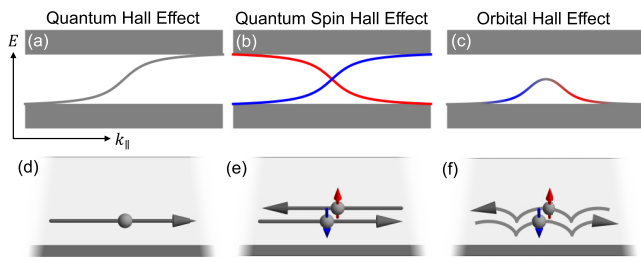 Quantum Hall Effect
Quantum Spin Hall Effect
Orbital Hall Effect
E
(a)
(b)
(c)
k∥
(d)
(e)
(f)